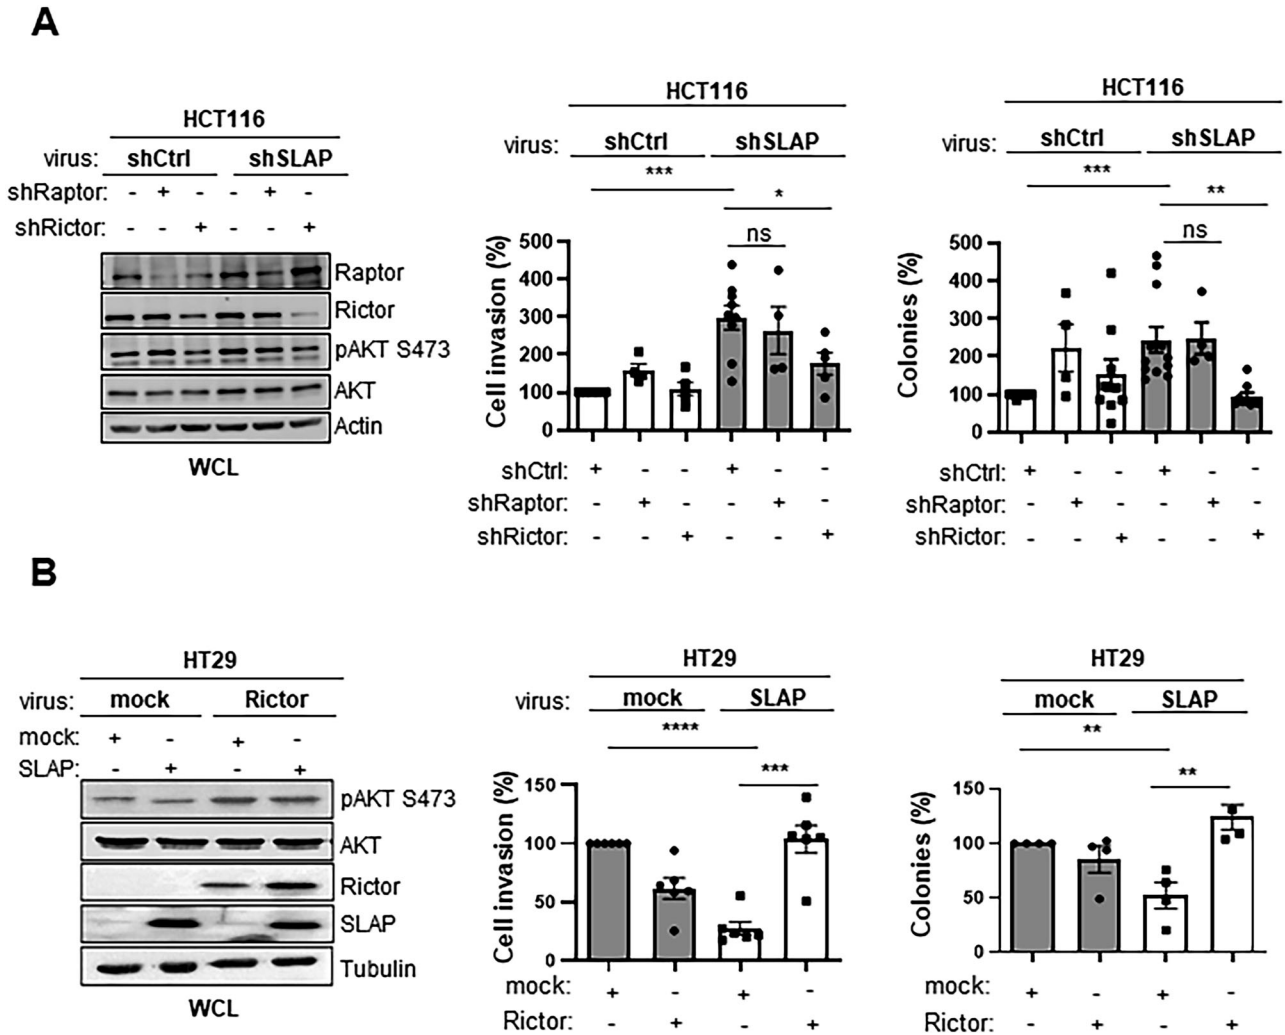 A
HCT116
virus: shCtrl shSLAP
shRaptor: - + - - + -
shRictor: - - + - - +
Raptor
Rictor
pAKT S473
AKT
Actin
WCL
HCT116
virus: shCtrl shSLAP
***
*
ns
Cell invasion (%)
500
400
300
200
100
0
shCtrl: + - - + - -
shRaptor: - + - - + -
shRictor: - - + - - +
HCT116
virus: shCtrl shSLAP
***
**
ns
Colonies (%)
500
400
300
200
100
0
shCtrl: + - - + - -
shRaptor: - + - - + -
shRictor: - - + - - +
B
HT29
virus: mock Rictor
mock: + - + -
SLAP: - + - +
pAKT S473
AKT
Rictor
SLAP
Tubulin
WCL
HT29
virus: mock SLAP
****
***
Cell invasion (%)
150
100
50
0
mock: + - + -
Rictor: - + - +
HT29
virus: mock SLAP
**
**
Colonies (%)
150
100
50
0
mock: + - + -
Rictor: - + - +